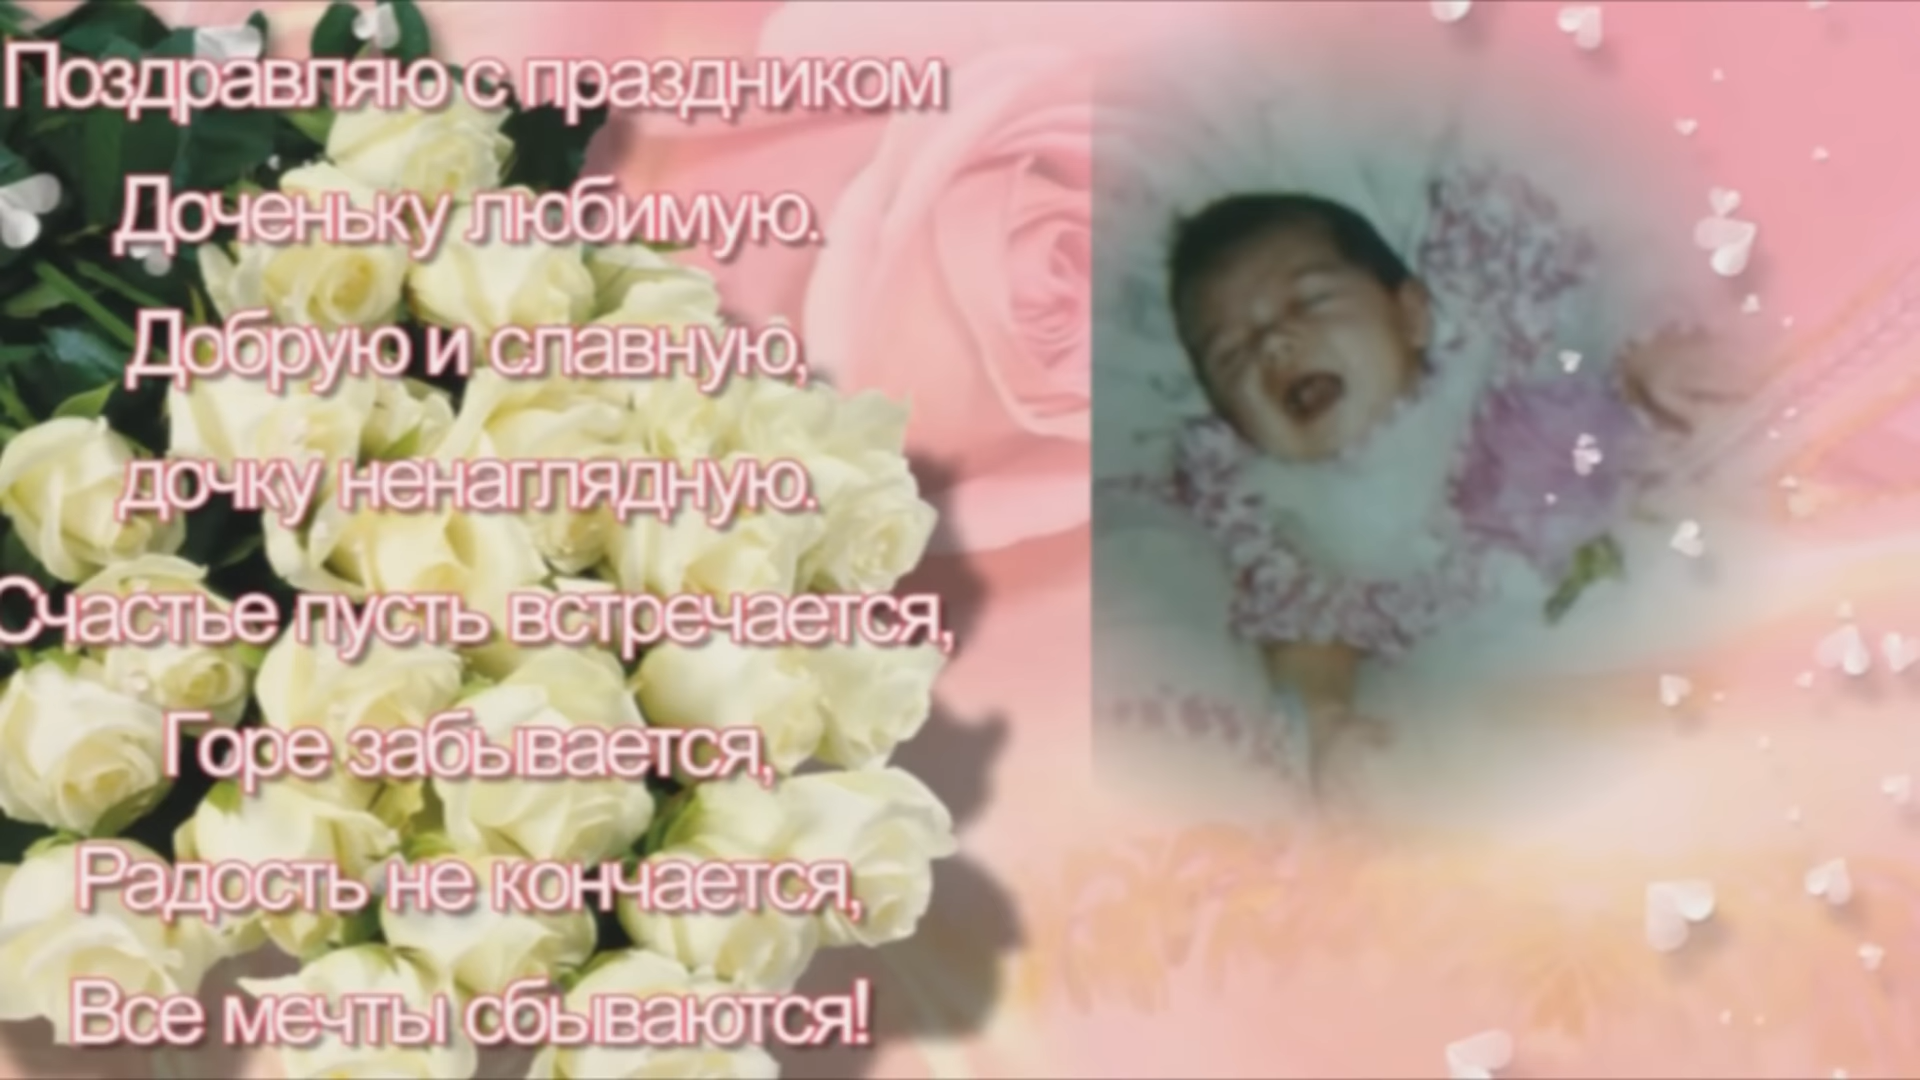 Поздравляю с праздником
Доченьку любимую.
Добрую и славную,
дочку ненаглядную.
Счастье пусть встречается,
Горе забывается,
Радость не кончается,
Все мечты сбываются!